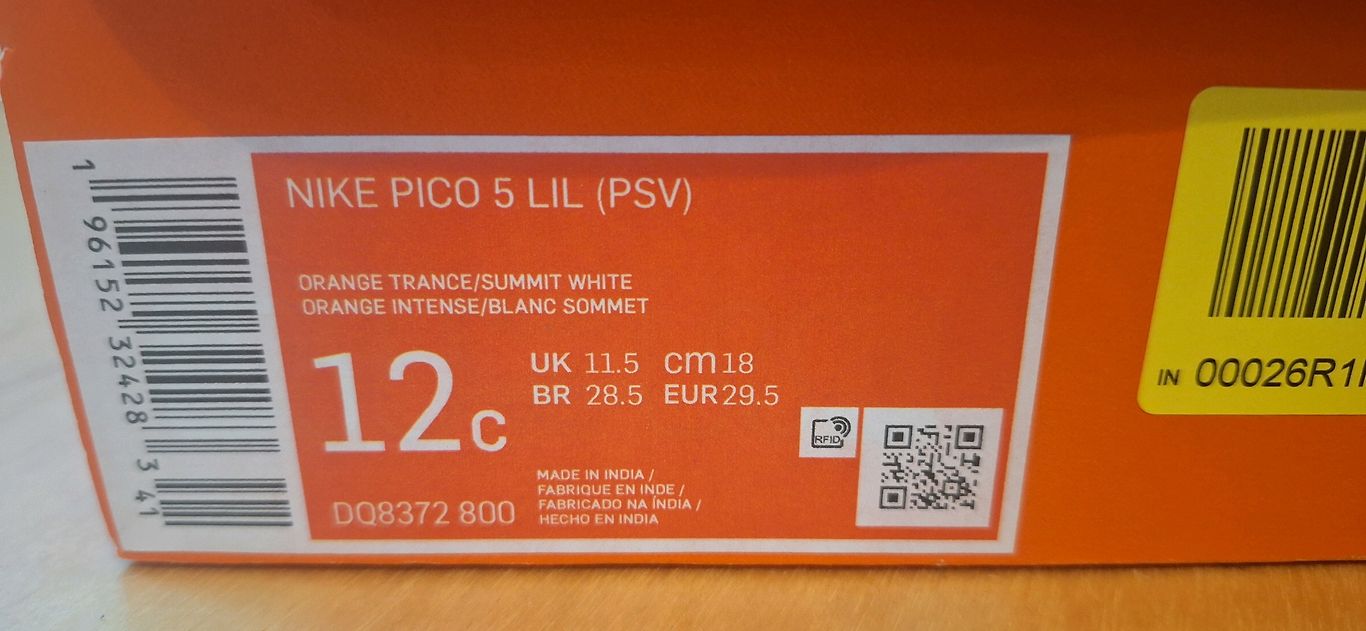 NIKE PICO 5 LIL (PSV)
ORANGE TRANCE/SUMMIT WHITE
ORANGE INTENSE/BLANC SOMMET
12c
UK 11.5 cm 18
BR 28.5 EUR 29.5
RFID
DQ8372 800
MADE IN INDIA /
FABRIQUE EN INDE /
FABRICADO NA ÍNDIA /
HECHO EN INDIA
1 96152 32428 3 41
IN 00026R1